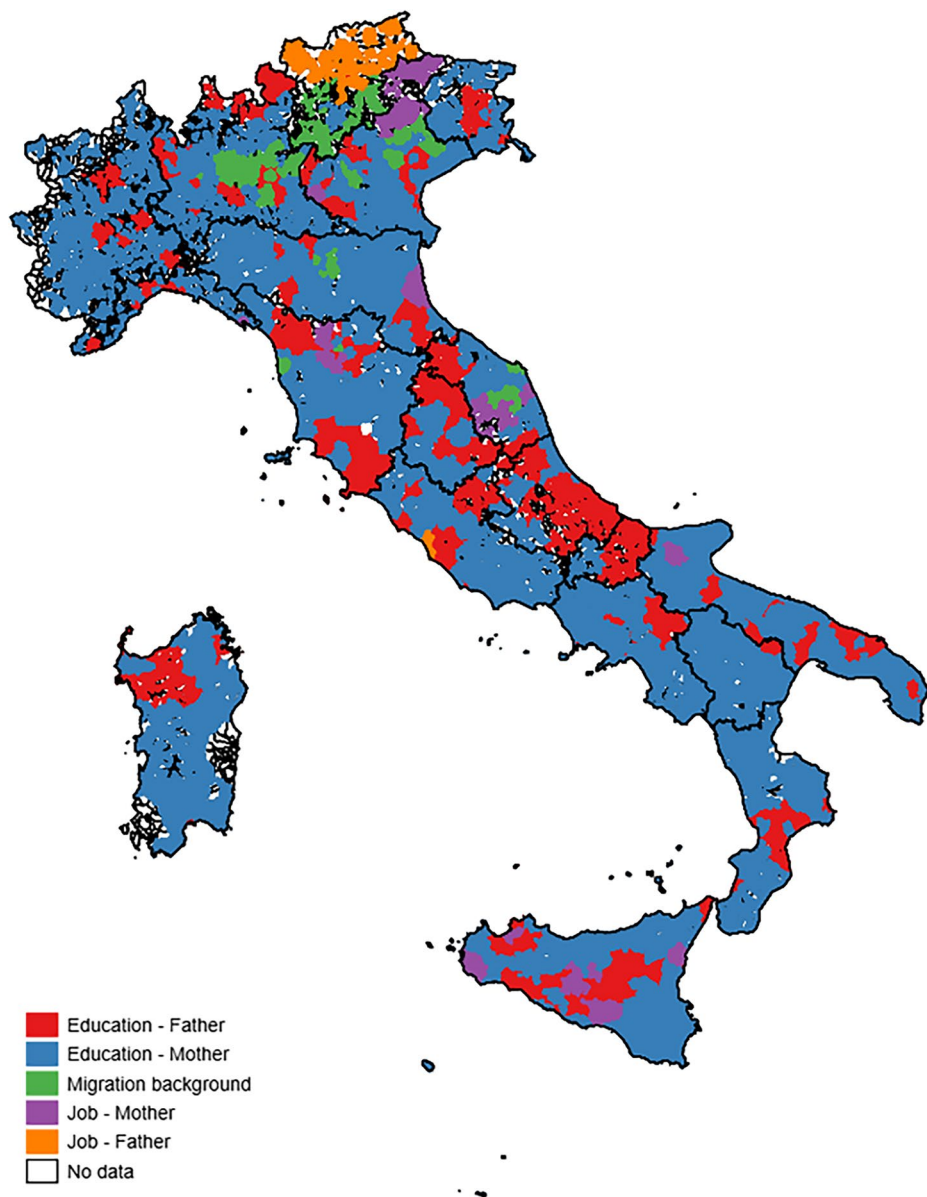 Education - Father
Education - Mother
Migration background
Job - Mother
Job - Father
No data